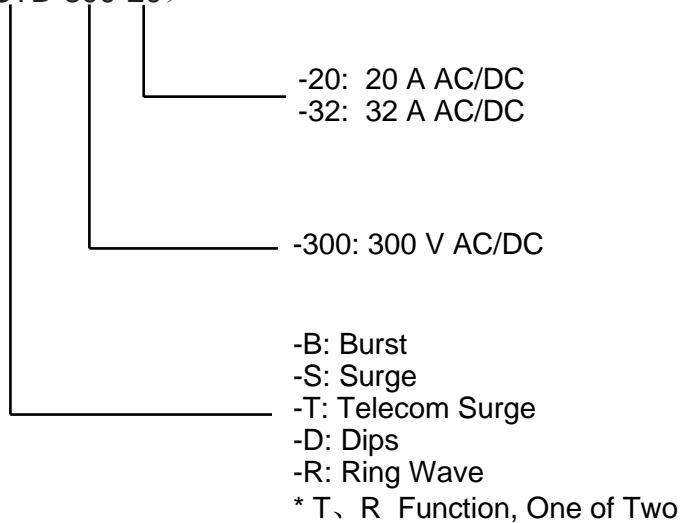 -20: 20 A AC/DC
-32: 32 A AC/DC
-300: 300 V AC/DC
-B: Burst
-S: Surge
-T: Telecom Surge
-D: Dips
-R: Ring Wave
* T、R Function, One of Two